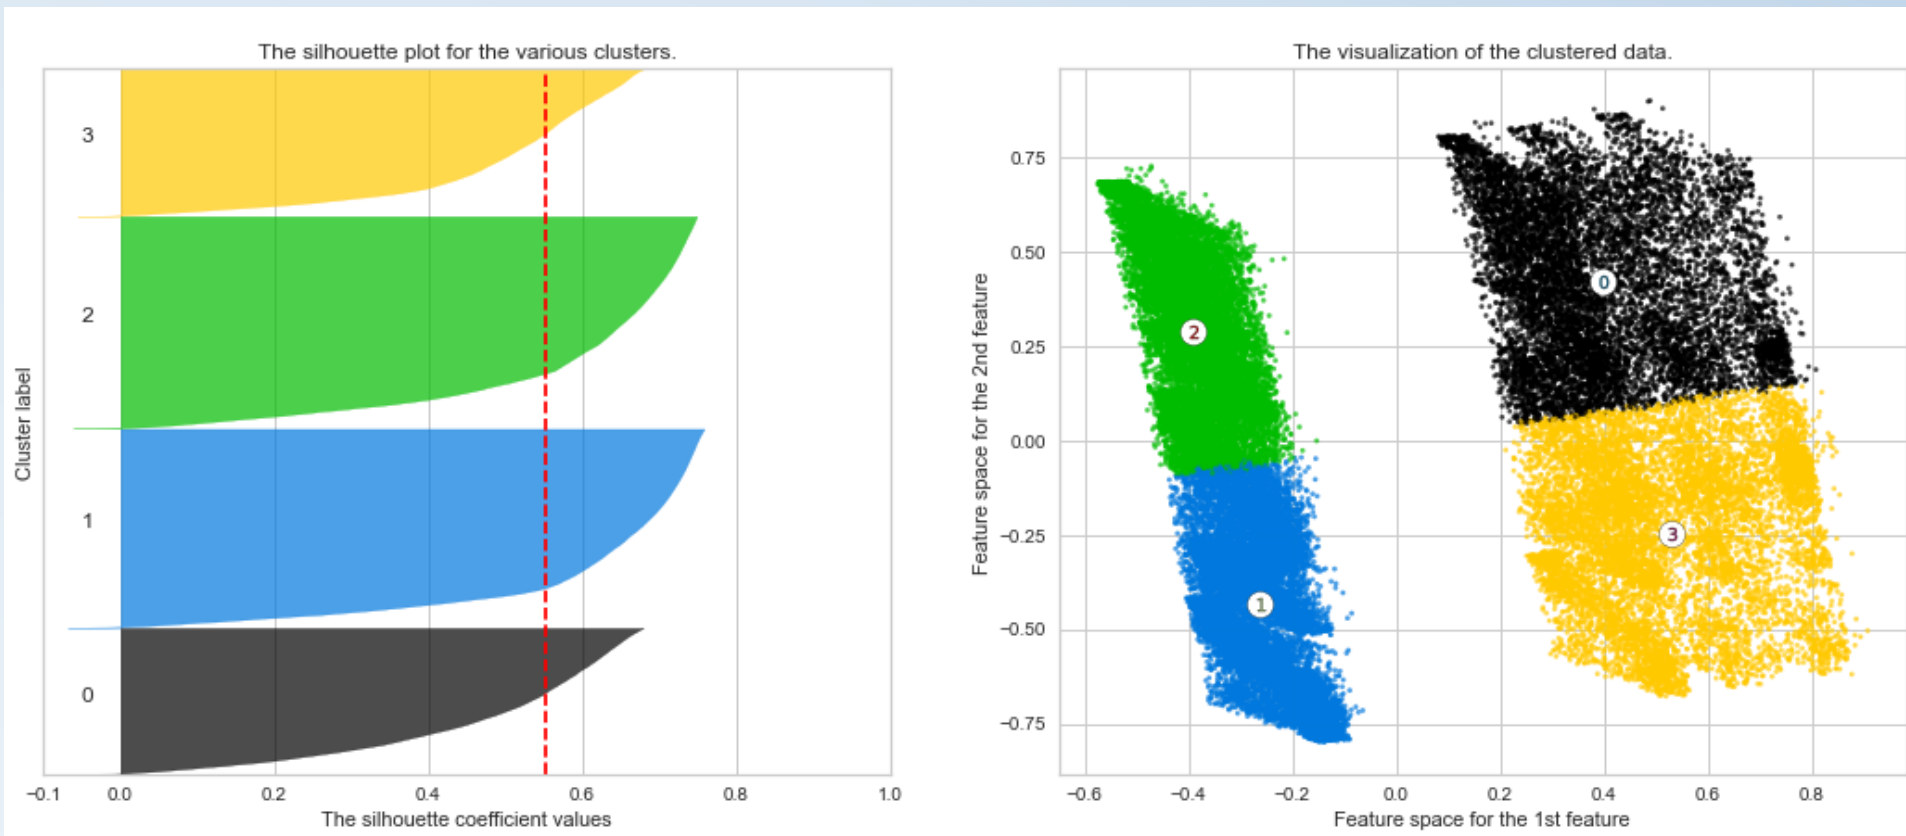 The silhouette plot for the various clusters.
3
2
1
0
Cluster label
−0.1 0.0 0.2 0.4 0.6 0.8 1.0
The silhouette coefficient values
The visualization of the clustered data.
0.75
0.50
0.25
0.00
−0.25
−0.50
−0.75
Feature space for the 2nd feature
0
2
3
1
−0.6 −0.4 −0.2 0.0 0.2 0.4 0.6 0.8
Feature space for the 1st feature